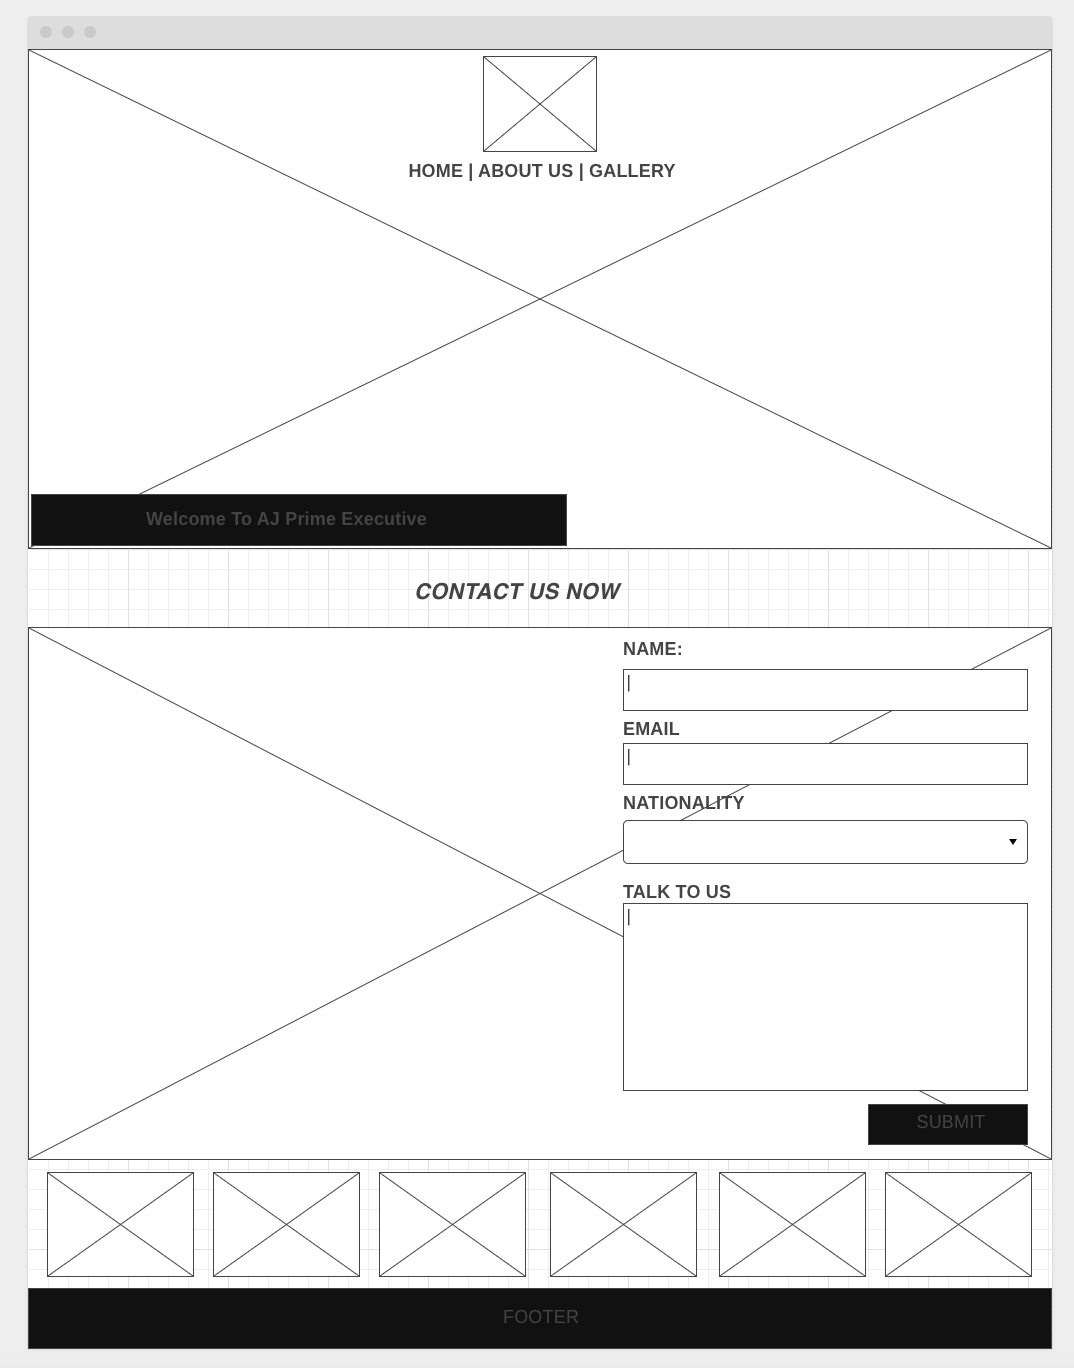 HOME | ABOUT US | GALLERY
Welcome To AJ Prime Executive
CONTACT US NOW
NAME:
EMAIL
NATIONALITY
TALK TO US
SUBMIT
FOOTER